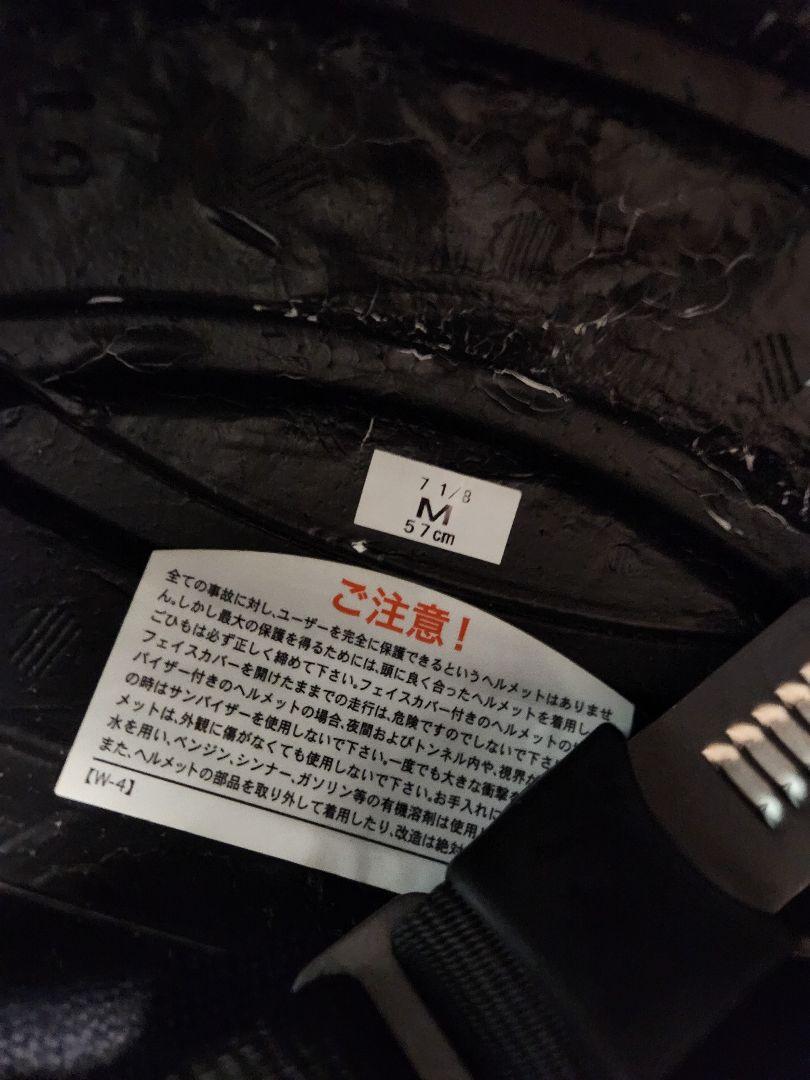 61
7 1/8
M
57cm
ご注意!
全ての事故に対し、ユーザーを完全に保護できるというヘルメットはありませ
ん。しかし最大の保護を得るためには、頭に良く合ったヘルメットを着用し
ごひもは必ず正しく締めて下さい。フェイスカバー付きのヘルメットの
フェイスカバーを開けたままでの走行は、危険ですのでしないで下さ
バイザー付きのヘルメットの場合、夜間およびトンネル内や、視界が
の時はサンバイザーを使用しないで下さい。一度でも大きな衝撃
メットは、外観に傷がなくても使用しないで下さい。お手入れに
水を用い、ベンジン、シンナー、ガソリン等の有機溶剤は使用
また、ヘルメットの部品を取り外して着用したり、改造は絶対
【W-4】